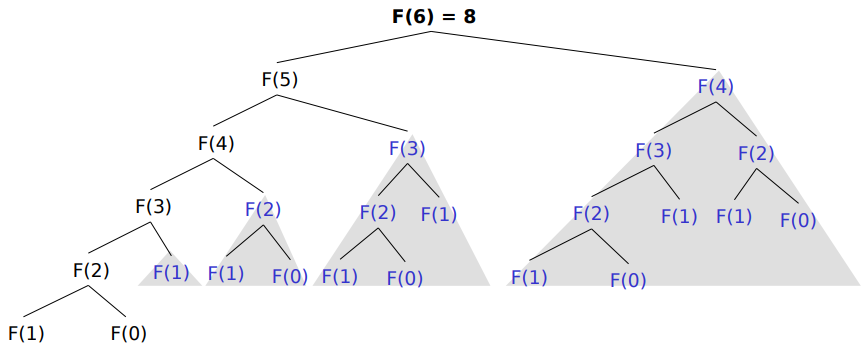 F(6) = 8
F(5)
F(4)
F(4)
F(3)
F(3)
F(2)
F(3)
F(2)
F(2)
F(1)
F(2)
F(1)
F(1)
F(0)
F(2)
F(1)
F(1)
F(0)
F(1)
F(0)
F(1)
F(0)
F(1)
F(0)